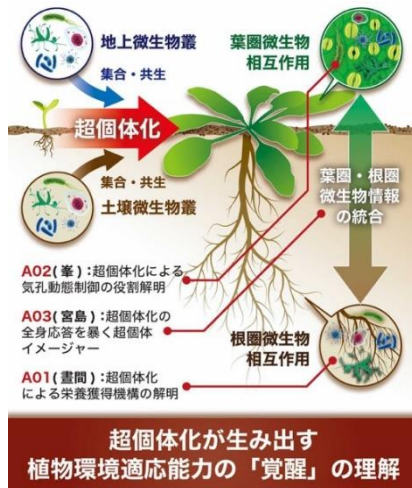 地上微生物叢
集合・共生
超個体化
集合・共生
土壌微生物叢
葉圏微生物
相互作用
葉圏・根圏
微生物情報
の統合
A02(峯):超個体化による
気孔動態制御の役割解明
A03(宮島):超個体化の
全身応答を暴く超個体
イメージャー
A01(晝間):超個体化
による栄養獲得機構の解明
根圏微生物
相互作用
超個体化が生み出す
植物環境適応能力の「覚醒」の理解